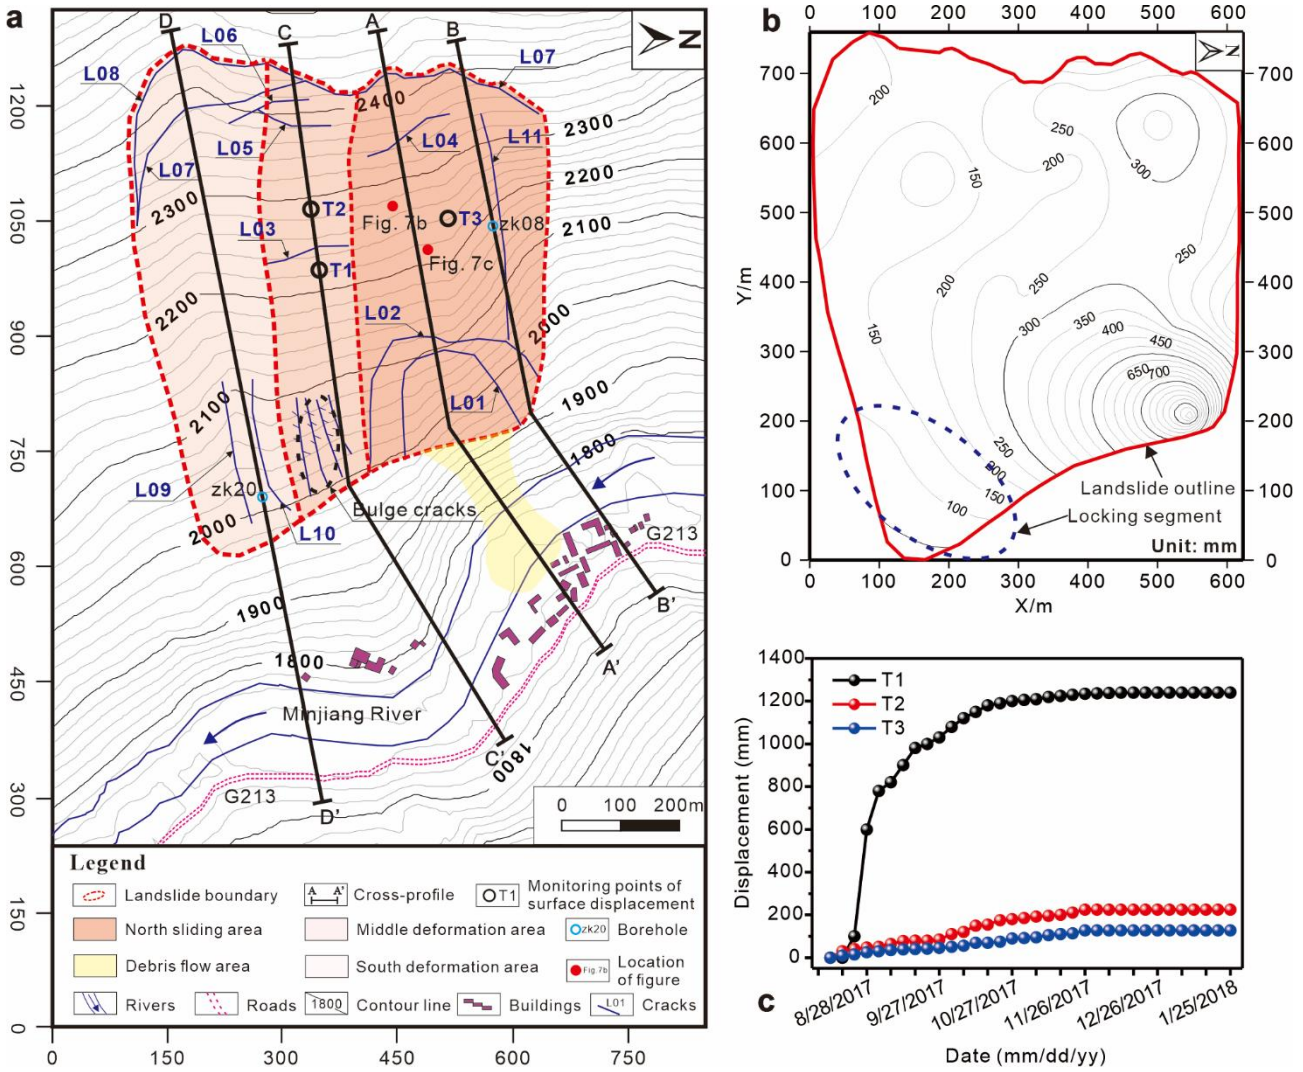 a
D
C
A
B
N
L06
L08
L07
2400
2300
L04
L11
L05
L07
2200
2300
T2
T3
zk08
Fig. 7b
2100
L03
Fig. 7c
T1
2200
L02
2000
2100
L01
1900
1800
L09
zk20
2000
L10
Bulge cracks
G213
1900
B'
1800
A'
Minjiang River
C'
1800
G213
D'
0 100 200m
1200
1050
900
750
600
450
300
150
0
0 150 300 450 600 750
Legend
Landslide boundary
A A' Cross-profile
T1 Monitoring points of
surface displacement
North sliding area
Middle deformation area
zk20 Borehole
Debris flow area
South deformation area
Fig.7b Location
of figure
Rivers
Roads
1800 Contour line
Buildings
L01 Cracks
b
0 100 200 300 400 500 600
N
700
600
500
400
300
200
100
0
Y/m
700
600
500
400
300
200
100
0
200
250
150
200
300
250
200
250
150
300
350
400
450
650
700
250
200
150
100
Landslide outline
Locking segment
Unit: mm
0 100 200 300 400 500 600
X/m
1400
1200
1000
800
600
400
200
0
Displacement (mm)
T1
T2
T3
c
8/28/2017 9/27/2017 10/27/2017 11/26/2017 12/26/2017 1/25/2018
Date (mm/dd/yy)